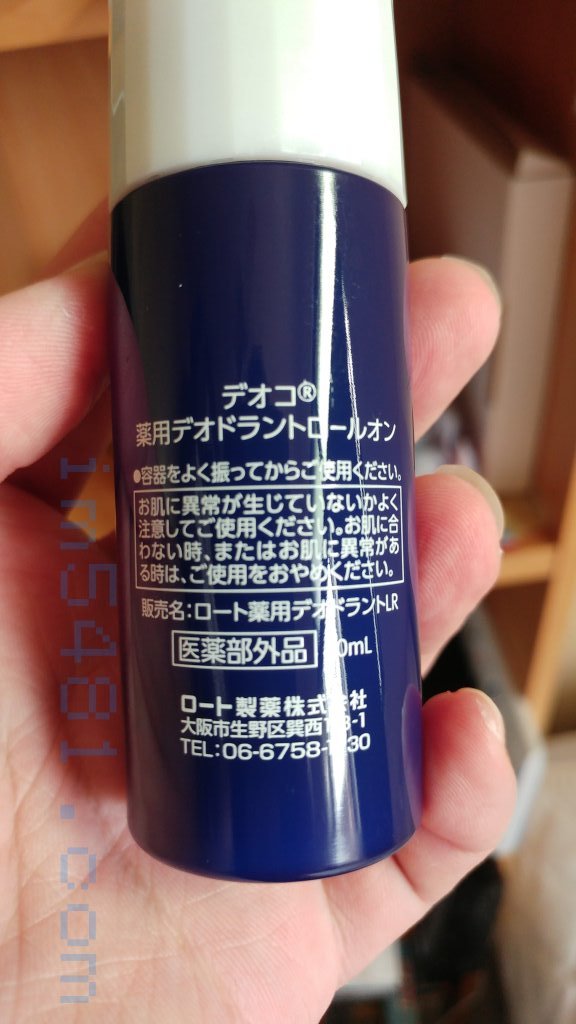 デオコ®
薬用デオドラントロールオン
●容器をよく振ってからご使用ください。
お肌に異常が生じていないかよく
注意してご使用ください。お肌に合
わない時、またはお肌に異常があ
る時は、ご使用をおやめください。
販売名:ロート薬用デオドラントLR
医薬部外品
ロート製薬株式会社
大阪市生野区巽西
TEL:06-6758-
im5481.com